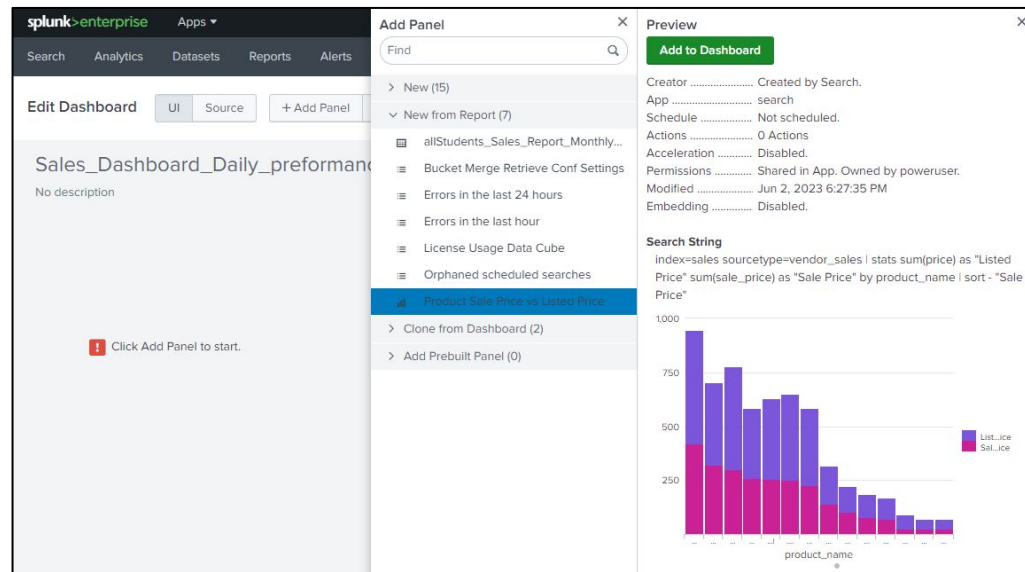 splunk>enterprise Apps
Search Analytics Datasets Reports Alerts
Edit Dashboard UI Source + Add Panel
Sales_Dashboard_Daily_preformanc
No description
! Click Add Panel to start.
Add Panel
Find
New (15)
New from Report (7)
allStudents_Sales_Report_Monthly...
Bucket Merge Retrieve Conf Settings
Errors in the last 24 hours
Errors in the last hour
License Usage Data Cube
Orphaned scheduled searches
Product Sale Price vs Listed Price
Clone from Dashboard (2)
Add Prebuilt Panel (0)
Preview
Add to Dashboard
Creator ...................... Created by Search.
App ............................ search
Schedule ................... Not scheduled.
Actions ...................... 0 Actions
Acceleration ............. Disabled.
Permissions ............. Shared in App. Owned by poweruser.
Modified ................... Jun 2, 2023 6:27:35 PM
Embedding .............. Disabled.
Search String
index=sales sourcetype=vendor_sales | stats sum(price) as "Listed
Price" sum(sale_price) as "Sale Price" by product_name | sort - "Sale
Price"
1,000
750
500
250
List...ice
Sal...ice
product_name